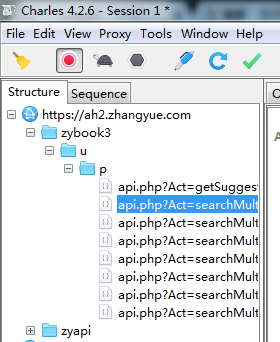 Charles 4.2.6 - Session 1 *
File Edit View Proxy Tools Window Help
Structure Sequence
https://ah2.zhangyue.com
zybook3
u
p
api.php?Act=getSugges
api.php?Act=searchMult
api.php?Act=searchMult
api.php?Act=searchMult
api.php?Act=searchMult
api.php?Act=searchMult
api.php?Act=searchMult
api.php?Act=searchMult
zyapi